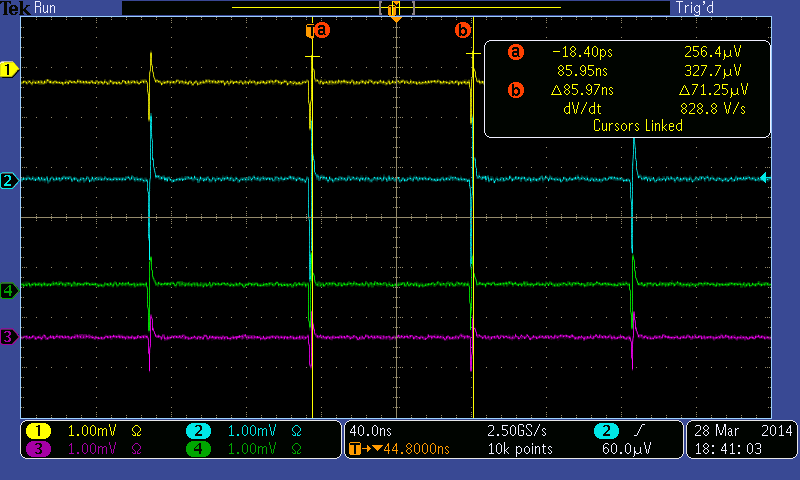 Tek Run Trig'd
T a b
1
a −18.40ps 256.4µV
85.95ns 327.7µV
b Δ85.97ns Δ71.25µV
dV/dt 828.8 V/s
Cursors Linked
2
4
3
1 1.00mV Ω 2 1.00mV Ω 40.0ns 2.50GS/s 2 28 Mar 2014
3 1.00mV Ω 4 1.00mV Ω T→▼44.8000ns 10k points 60.0µV 18:41:03